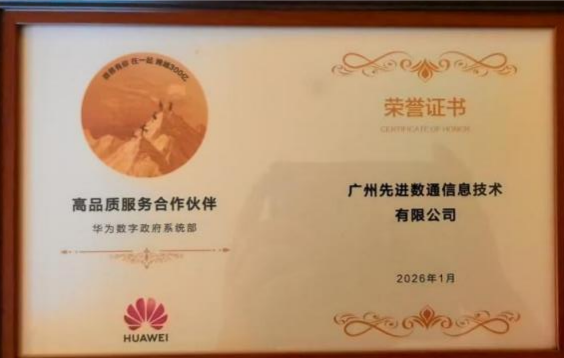 高品质服务合作伙伴
华为数字政府系统部
HUAWEI
荣誉证书
CERTIFICATE OF HONOR
广州先进数通信息技术
有限公司
2026年1月